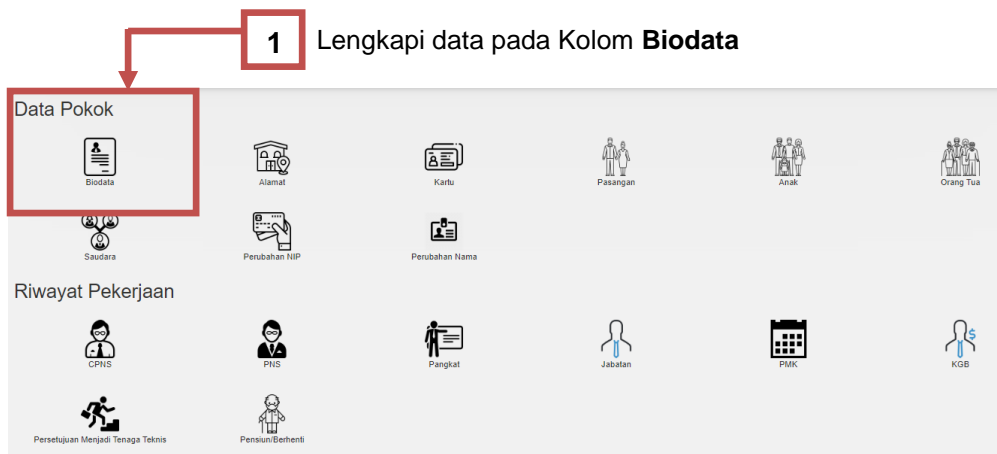 1 Lengkapi data pada Kolom Biodata
Data Pokok
Biodata Alamat Kartu Pasangan Anak Orang Tua
Saudara Perubahan NIP Perubahan Nama
Riwayat Pekerjaan
CPNS PNS Pangkat Jabatan PMK KGB
Persetujuan Menjadi Tenaga Teknis Pensiun/Berhenti